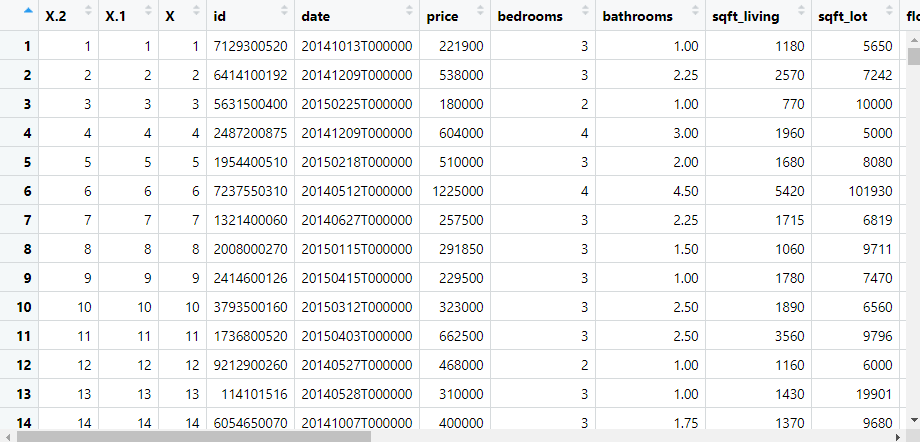 X.2 X.1 X id date price bedrooms bathrooms sqft_living sqft_lot flo
1 1 1 1 7129300520 20141013T000000 221900 3 1.00 1180 5650
2 2 2 2 6414100192 20141209T000000 538000 3 2.25 2570 7242
3 3 3 3 5631500400 20150225T000000 180000 2 1.00 770 10000
4 4 4 4 2487200875 20141209T000000 604000 4 3.00 1960 5000
5 5 5 5 1954400510 20150218T000000 510000 3 2.00 1680 8080
6 6 6 6 7237550310 20140512T000000 1225000 4 4.50 5420 101930
7 7 7 7 1321400060 20140627T000000 257500 3 2.25 1715 6819
8 8 8 8 2008000270 20150115T000000 291850 3 1.50 1060 9711
9 9 9 9 2414600126 20150415T000000 229500 3 1.00 1780 7470
10 10 10 10 3793500160 20150312T000000 323000 3 2.50 1890 6560
11 11 11 11 1736800520 20150403T000000 662500 3 2.50 3560 9796
12 12 12 12 9212900260 20140527T000000 468000 2 1.00 1160 6000
13 13 13 13 114101516 20140528T000000 310000 3 1.00 1430 19901
14 14 14 14 6054650070 20141007T000000 400000 3 1.75 1370 9680